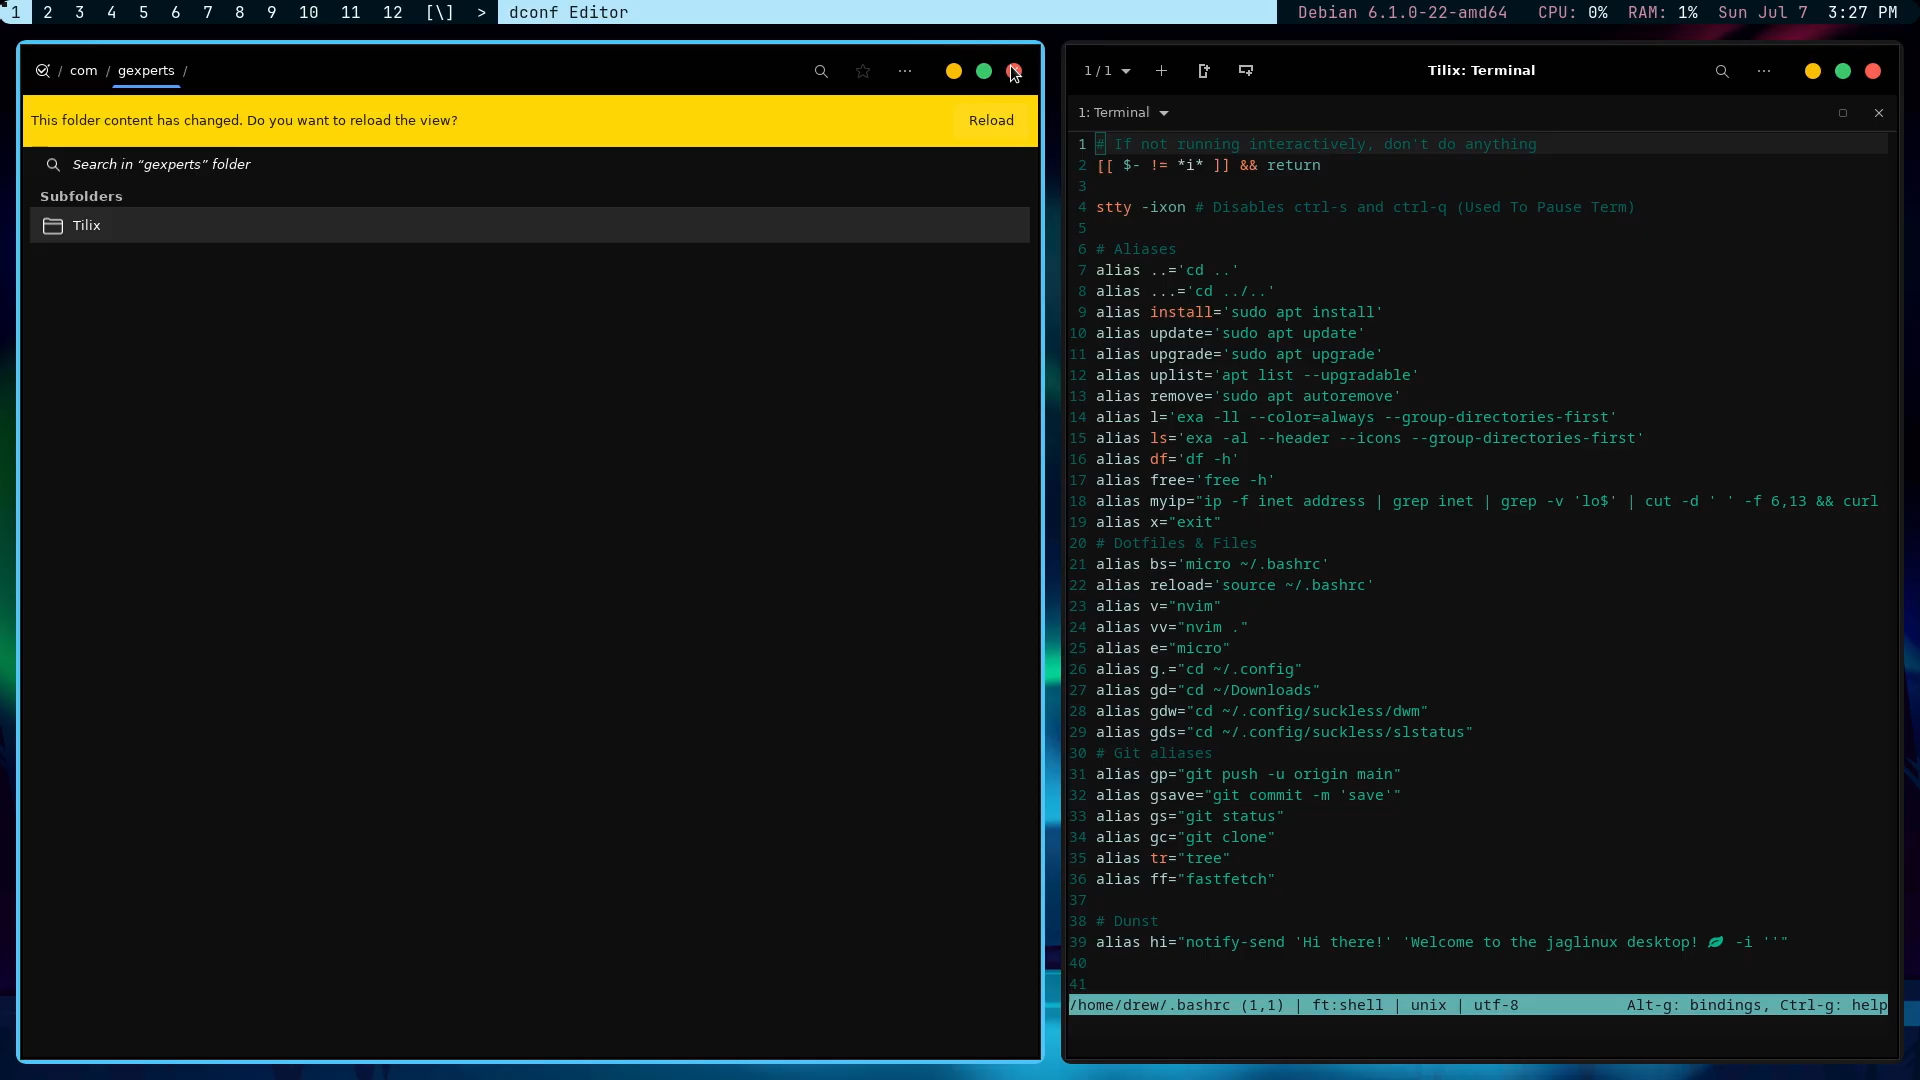 1 2 3 4 5 6 7 8 9 10 11 12 [\] > dconf Editor Debian 6.1.0-22-amd64 CPU: 0% RAM: 1% Sun Jul 7 3:27 PM
/ com / gexperts /
This folder content has changed. Do you want to reload the view? Reload
Search in “gexperts” folder
Subfolders
Tilix
1 / 1 Tilix: Terminal
1: Terminal
1 # If not running interactively, don't do anything
2 [[ $- != *i* ]] && return
3
4 stty -ixon # Disables ctrl-s and ctrl-q (Used To Pause Term)
5
6 # Aliases
7 alias ..='cd ..'
8 alias ...='cd ../..'
9 alias install='sudo apt install'
10 alias update='sudo apt update'
11 alias upgrade='sudo apt upgrade'
12 alias uplist='apt list --upgradable'
13 alias remove='sudo apt autoremove'
14 alias l='exa -ll --color=always --group-directories-first'
15 alias ls='exa -al --header --icons --group-directories-first'
16 alias df='df -h'
17 alias free='free -h'
18 alias myip="ip -f inet address | grep inet | grep -v 'lo$' | cut -d ' ' -f 6,13 && curl
19 alias x="exit"
20 # Dotfiles & Files
21 alias bs='micro ~/.bashrc'
22 alias reload='source ~/.bashrc'
23 alias v="nvim"
24 alias vv="nvim ."
25 alias e="micro"
26 alias g.="cd ~/.config"
27 alias gd="cd ~/Downloads"
28 alias gdw="cd ~/.config/suckless/dwm"
29 alias gds="cd ~/.config/suckless/slstatus"
30 # Git aliases
31 alias gp="git push -u origin main"
32 alias gsave="git commit -m 'save'"
33 alias gs="git status"
34 alias gc="git clone"
35 alias tr="tree"
36 alias ff="fastfetch"
37
38 # Dunst
39 alias hi="notify-send 'Hi there!' 'Welcome to the jaglinux desktop! -i ''"
40
41
/home/drew/.bashrc (1,1) | ft:shell | unix | utf-8 Alt-g: bindings, Ctrl-g: help